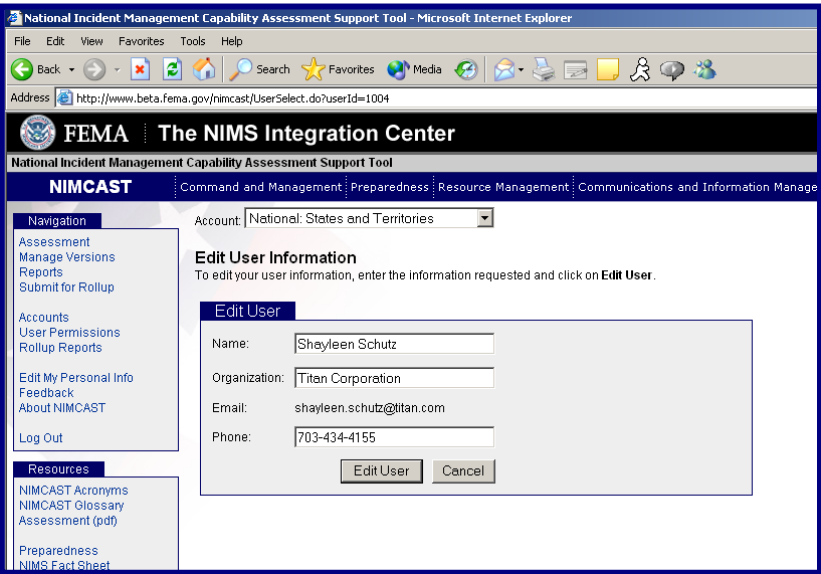 National Incident Management Capability Assessment Support Tool - Microsoft Internet Explorer
File Edit View Favorites Tools Help
Back Search Favorites Media
Address http://www.beta.fema.gov/nimcast/UserSelect.do?userId=1004
FEMA The NIMS Integration Center
National Incident Management Capability Assessment Support Tool
NIMCAST Command and Management Preparedness Resource Management Communications and Information Manage
Navigation
Assessment
Manage Versions
Reports
Submit for Rollup
Accounts
User Permissions
Rollup Reports
Edit My Personal Info
Feedback
About NIMCAST
Log Out
Resources
NIMCAST Acronyms
NIMCAST Glossary
Assessment (pdf)
Preparedness
NIMS Fact Sheet
Account: National: States and Territories
Edit User Information
To edit your user information, enter the information requested and click on Edit User.
Edit User
Name: Shayleen Schutz
Organization: Titan Corporation
Email: shayleen.schutz@titan.com
Phone: 703-434-4155
Edit User Cancel